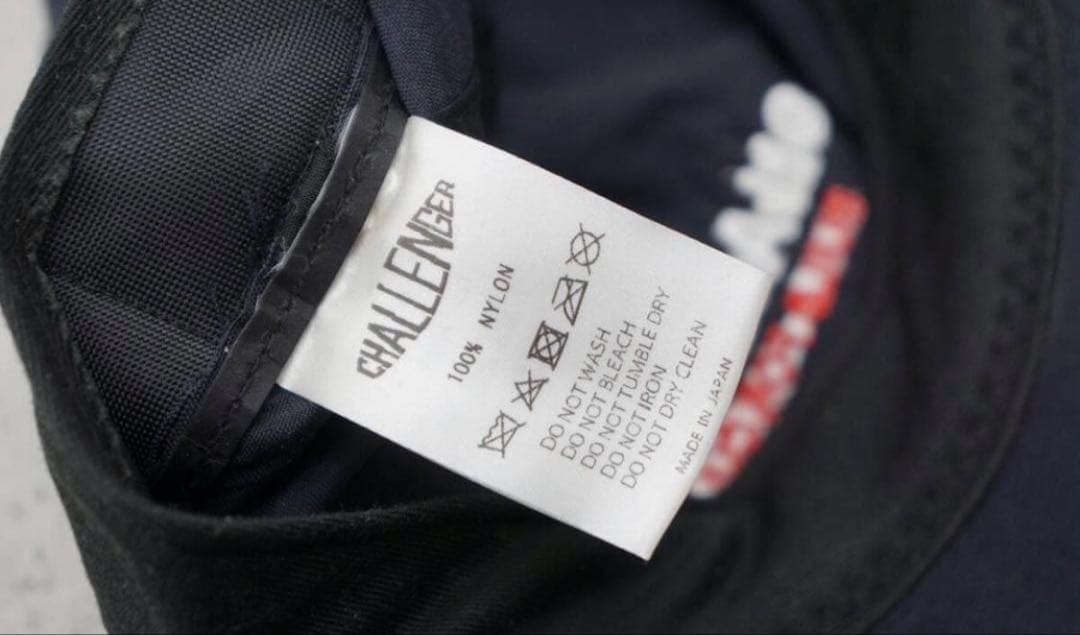 CHALLENGER
100% NYLON
DO NOT WASH
DO NOT BLEACH
DO NOT TUMBLE DRY
DO NOT IRON
DO NOT DRY CLEAN
MADE IN JAPAN